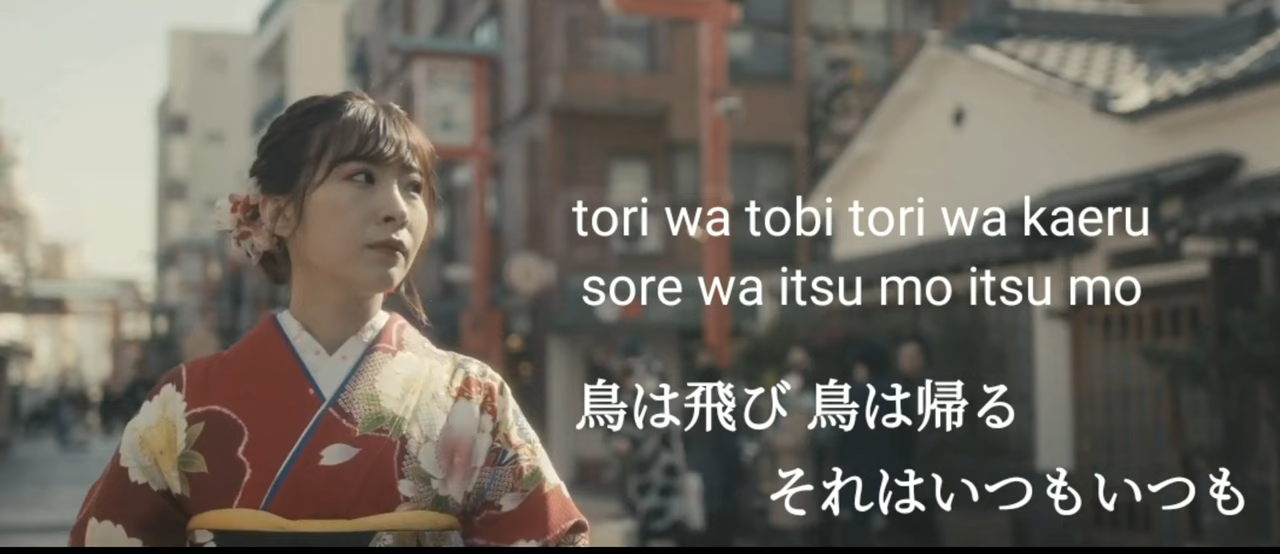 tori wa tobi tori wa kaeru
sore wa itsu mo itsu mo
鳥は飛び 鳥は帰る
それはいつもいつも